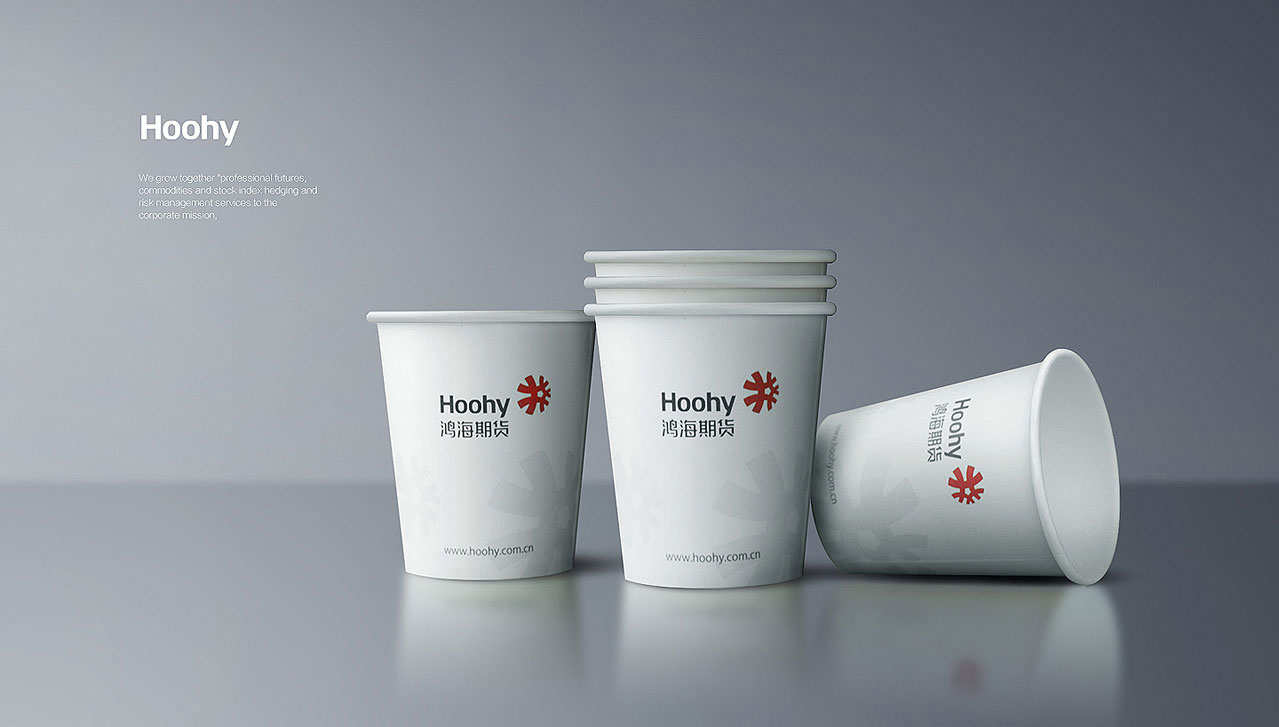 Hoohy
We grow together "professional futures,
commodities and stock index hedging and
risk management services to the
corporate mission,
Hoohy
鸿海期货
www.hoohy.com.cn
Hoohy
鸿海期货
www.hoohy.com.cn
Hoohy
鸿海期货
www.hoohy.com.cn